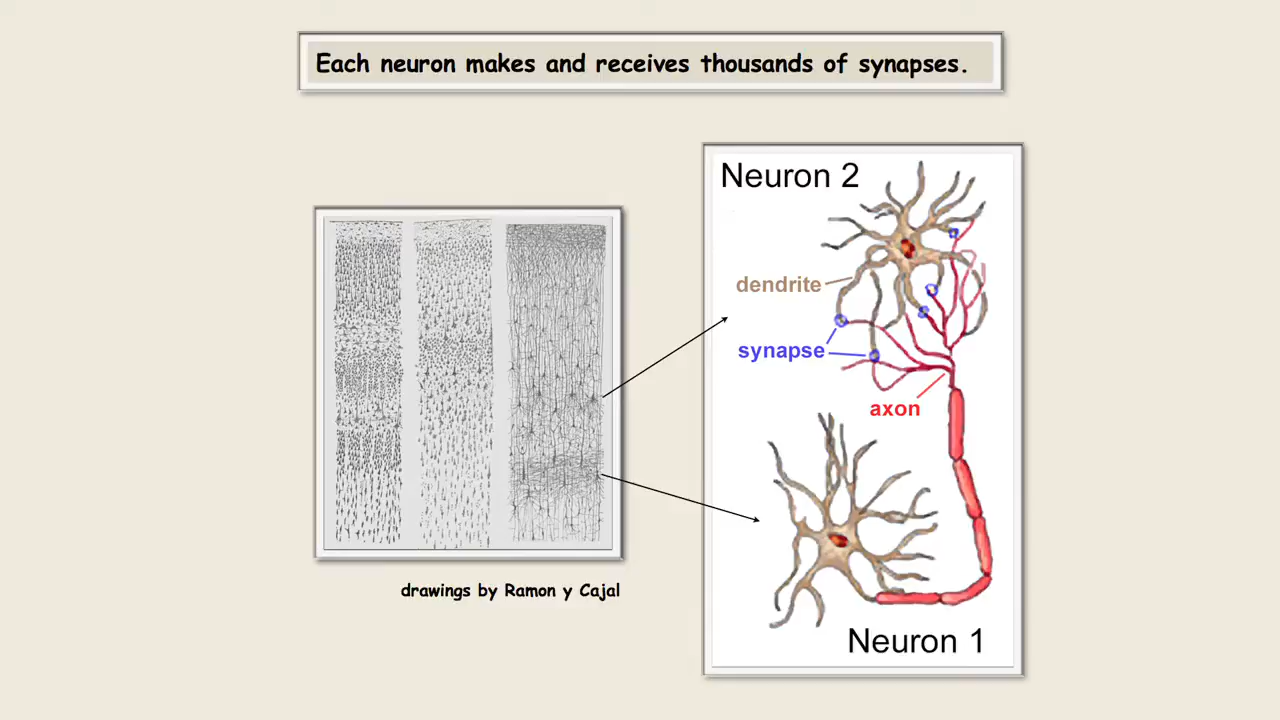 Each neuron makes and receives thousands of synapses.
Neuron 2
dendrite
synapse
axon
Neuron 1
drawings by Ramon y Cajal